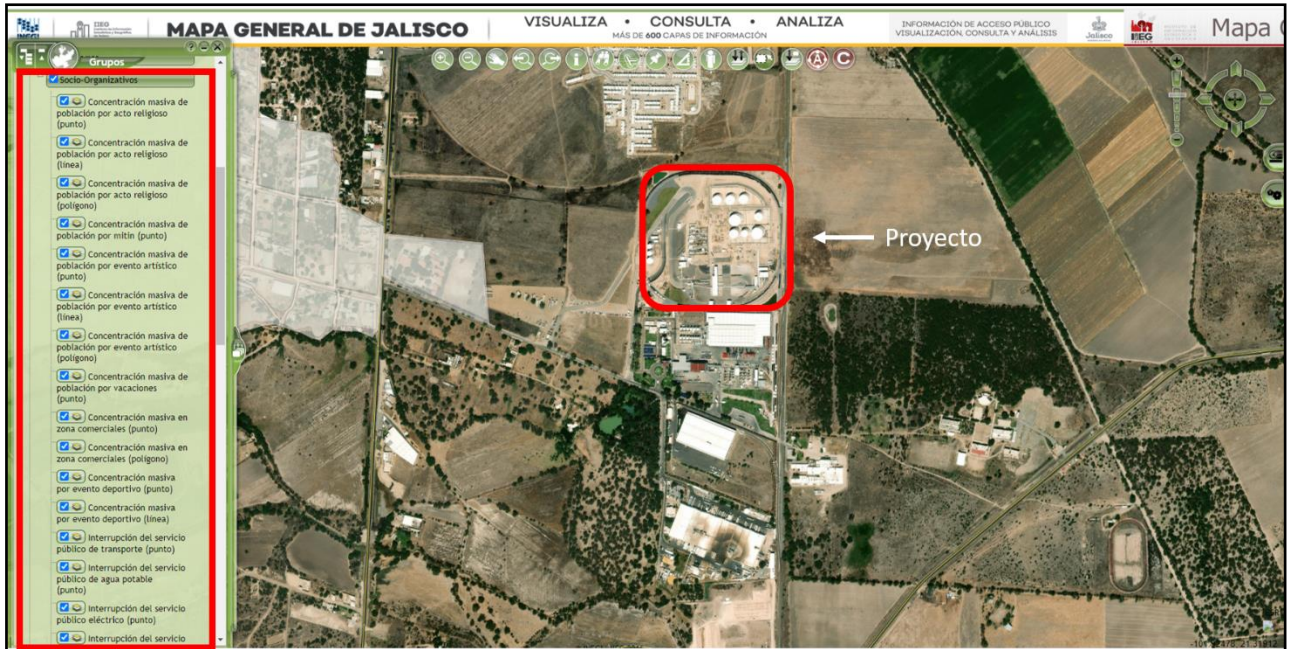 INEGI
IIEG
MAPA GENERAL DE JALISCO
VISUALIZA • CONSULTA • ANALIZA
MÁS DE 600 CAPAS DE INFORMACIÓN
INFORMACIÓN DE ACCESO PÚBLICO
VISUALIZACIÓN, CONSULTA Y ANÁLISIS
Jalisco
IIEG
Mapa
Grupos
Socio-Organizativos
Concentración masiva de
población por acto religioso
(punto)
Concentración masiva de
población por acto religioso
(línea)
Concentración masiva de
población por acto religioso
(polígono)
Concentración masiva de
población por mitin (punto)
Concentración masiva de
población por evento artístico
(punto)
Concentración masiva de
población por evento artístico
(línea)
Concentración masiva de
población por evento artístico
(polígono)
Concentración masiva de
población por vacaciones
(punto)
Concentración masiva en
zona comerciales (punto)
Concentración masiva en
zona comerciales (polígono)
Concentración masiva
por evento deportivo (punto)
Concentración masiva
por evento deportivo (línea)
Interrupción del servicio
público de transporte (punto)
Interrupción del servicio
público de agua potable
(punto)
Interrupción del servicio
público eléctrico (punto)
Interrupción del servicio
Proyecto